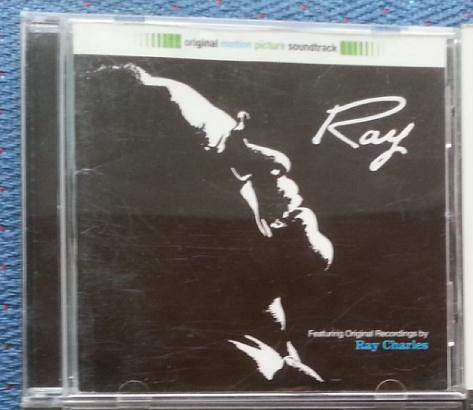 original motion picture soundtrack
Ray
Featuring Original Recordings by
Ray Charles